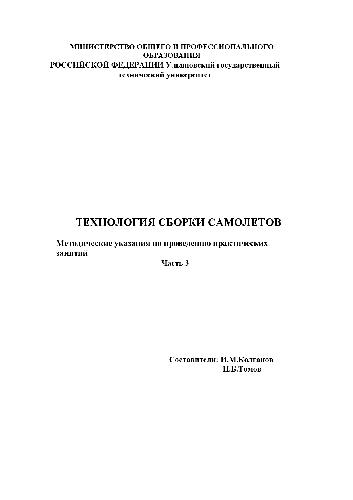 МИНИСТЕРСТВО ОБЩЕГО И ПРОФЕССИОНАЛЬНОГО
ОБРАЗОВАНИЯ
РОССИЙСКОЙ ФЕДЕРАЦИИ Ульяновский государственный
технический университет
ТЕХНОЛОГИЯ СБОРКИ САМОЛЕТОВ
Методические указания по проведению практических
занятий
Часть 3
Составители: И.М.Колганов
П.Б.Томов